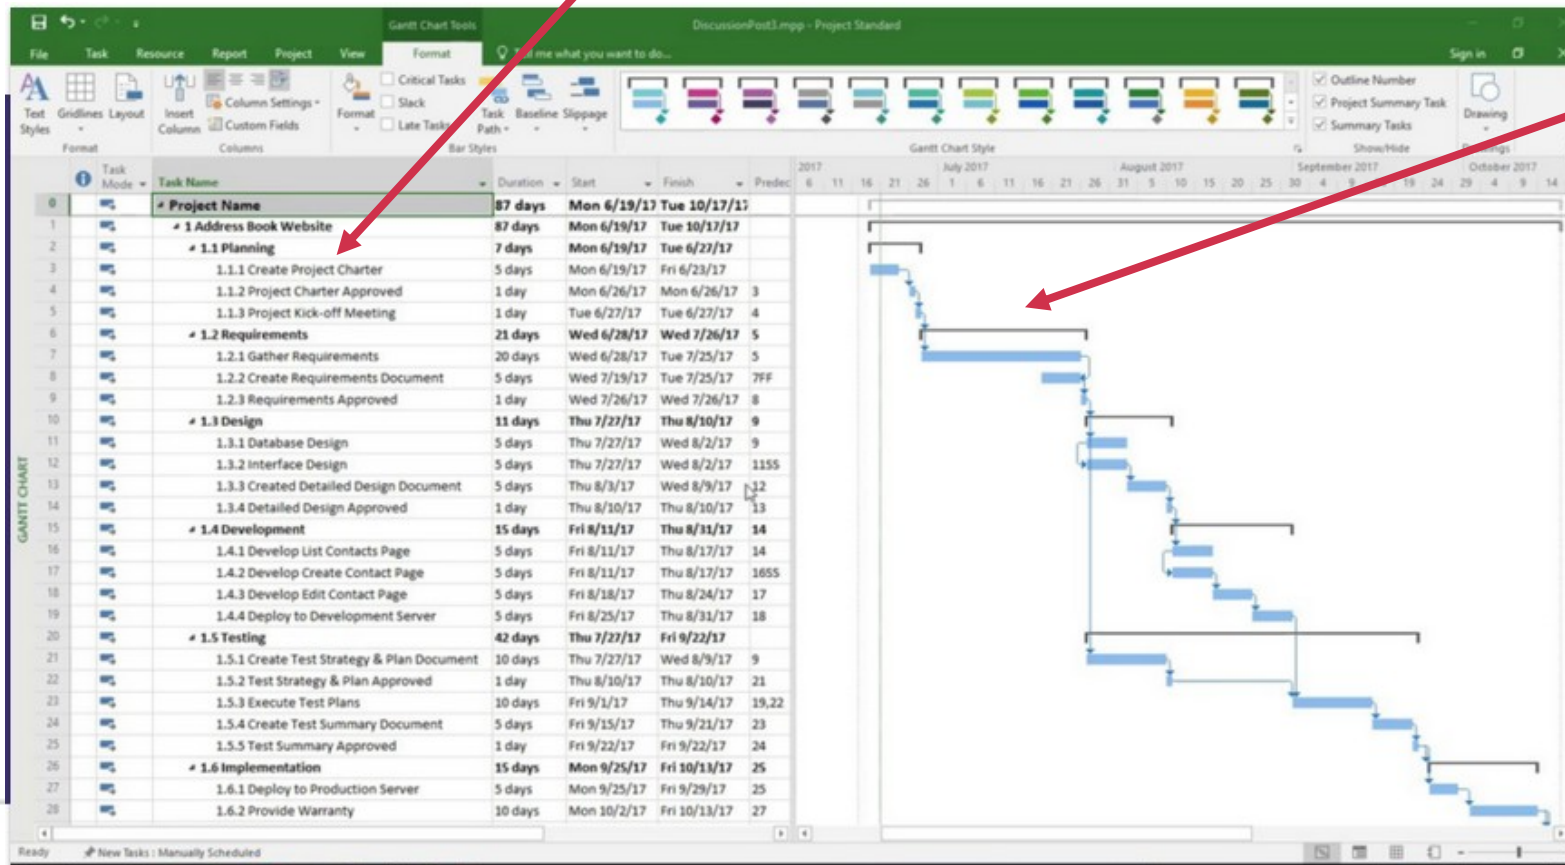 Gantt Chart Tools DiscussionPost3.mpp - Project Standard
File Task Resource Report Project View Format me what you want to do... Sign in
Text Styles Gridlines Layout Insert Column Column Settings Custom Fields Format Critical Tasks Slack Late Tasks Task Path Baseline Slippage Outline Number Project Summary Task Summary Tasks Drawing
Format Columns Bar Styles Gantt Chart Style Show/Hide
Task Mode Task Name Duration Start Finish Predec
2017 July 2017 August 2017 September 2017 October 2017
6 11 16 21 26 1 6 11 16 21 26 31 5 10 15 20 25 30 4 9 19 24 29 4 9 14
0 Project Name 87 days Mon 6/19/17 Tue 10/17/17
1 1 Address Book Website 87 days Mon 6/19/17 Tue 10/17/17
2 1.1 Planning 7 days Mon 6/19/17 Tue 6/27/17
3 1.1.1 Create Project Charter 5 days Mon 6/19/17 Fri 6/23/17
4 1.1.2 Project Charter Approved 1 day Mon 6/26/17 Mon 6/26/17 3
5 1.1.3 Project Kick-off Meeting 1 day Tue 6/27/17 Tue 6/27/17 4
6 1.2 Requirements 21 days Wed 6/28/17 Wed 7/26/17 5
7 1.2.1 Gather Requirements 20 days Wed 6/28/17 Tue 7/25/17 5
8 1.2.2 Create Requirements Document 5 days Wed 7/19/17 Tue 7/25/17 7FF
9 1.2.3 Requirements Approved 1 day Wed 7/26/17 Wed 7/26/17 8
10 1.3 Design 11 days Thu 7/27/17 Thu 8/10/17 9
11 1.3.1 Database Design 5 days Thu 7/27/17 Wed 8/2/17 9
12 1.3.2 Interface Design 5 days Thu 7/27/17 Wed 8/2/17 11SS
13 1.3.3 Created Detailed Design Document 5 days Thu 8/3/17 Wed 8/9/17 12
14 1.3.4 Detailed Design Approved 1 day Thu 8/10/17 Thu 8/10/17 13
15 1.4 Development 15 days Fri 8/11/17 Thu 8/31/17 14
16 1.4.1 Develop List Contacts Page 5 days Fri 8/11/17 Thu 8/17/17 14
17 1.4.2 Develop Create Contact Page 5 days Fri 8/11/17 Thu 8/17/17 16SS
18 1.4.3 Develop Edit Contact Page 5 days Fri 8/18/17 Thu 8/24/17 17
19 1.4.4 Deploy to Development Server 5 days Fri 8/25/17 Thu 8/31/17 18
20 1.5 Testing 42 days Thu 7/27/17 Fri 9/22/17
21 1.5.1 Create Test Strategy & Plan Document 10 days Thu 7/27/17 Wed 8/9/17 9
22 1.5.2 Test Strategy & Plan Approved 1 day Thu 8/10/17 Thu 8/10/17 21
23 1.5.3 Execute Test Plans 10 days Fri 9/1/17 Thu 9/14/17 19,22
24 1.5.4 Create Test Summary Document 5 days Fri 9/15/17 Thu 9/21/17 23
25 1.5.5 Test Summary Approved 1 day Fri 9/22/17 Fri 9/22/17 24
26 1.6 Implementation 15 days Mon 9/25/17 Fri 10/13/17 25
27 1.6.1 Deploy to Production Server 5 days Mon 9/25/17 Fri 9/29/17 25
28 1.6.2 Provide Warranty 10 days Mon 10/2/17 Fri 10/13/17 27
GANTT CHART
Ready New Tasks : Manually Scheduled